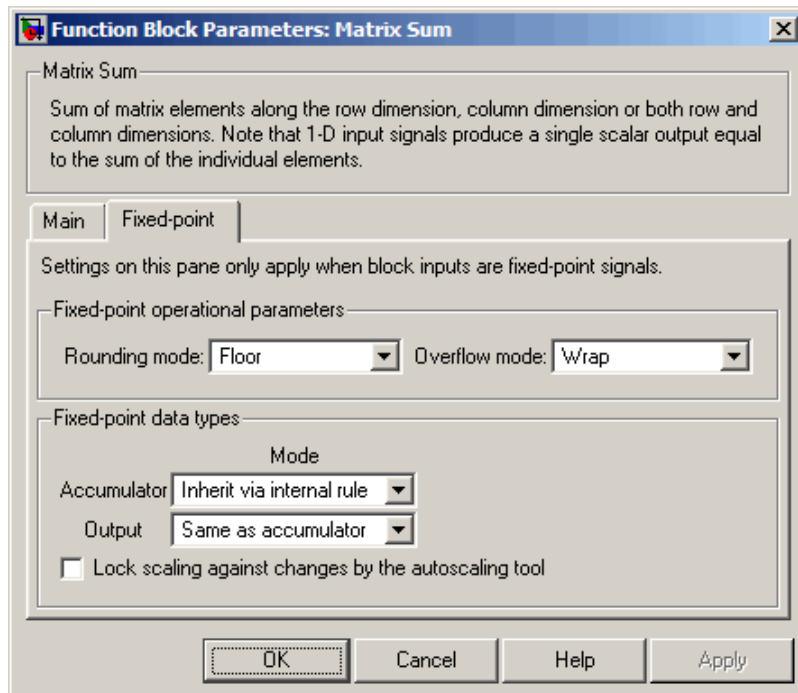 Function Block Parameters: Matrix Sum
Matrix Sum
Sum of matrix elements along the row dimension, column dimension or both row and
column dimensions. Note that 1-D input signals produce a single scalar output equal
to the sum of the individual elements.
Main Fixed-point
Settings on this pane only apply when block inputs are fixed-point signals.
Fixed-point operational parameters
Rounding mode: Floor Overflow mode: Wrap
Fixed-point data types
Mode
Accumulator Inherit via internal rule
Output Same as accumulator
Lock scaling against changes by the autoscaling tool
OK Cancel Help Apply